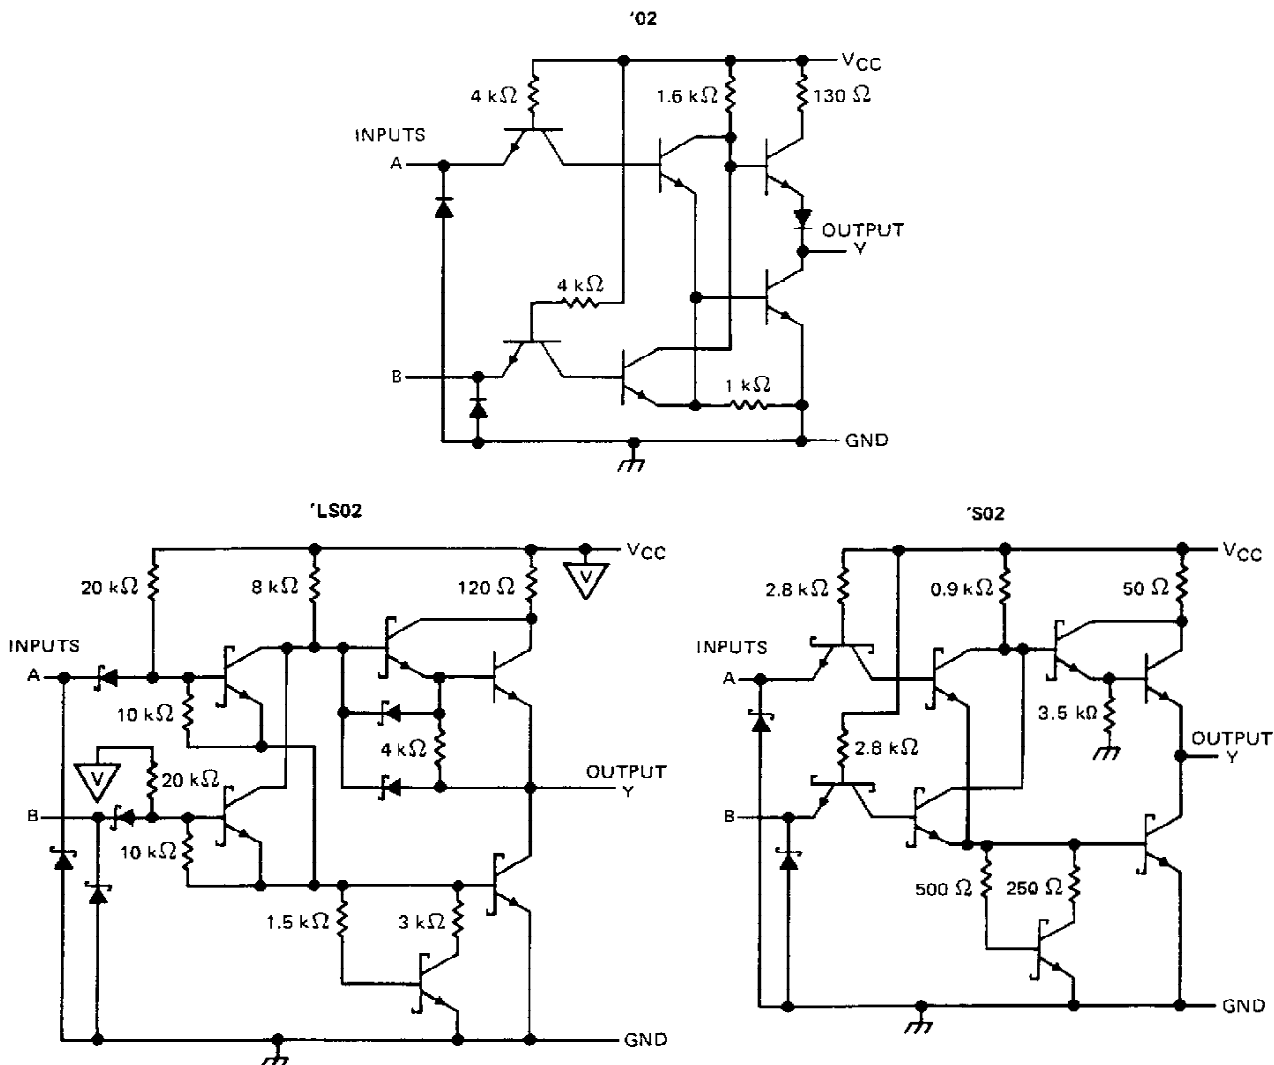 '02
VCC
4 kΩ
1.6 kΩ
130 Ω
INPUTS
A
OUTPUT
Y
4 kΩ
B
1 kΩ
GND
'LS02
VCC
20 kΩ
8 kΩ
120 Ω
V
INPUTS
A
10 kΩ
4 kΩ
V
20 kΩ
OUTPUT
Y
B
10 kΩ
1.5 kΩ
3 kΩ
GND
'S02
VCC
2.8 kΩ
0.9 kΩ
50 Ω
INPUTS
A
3.5 kΩ
2.8 kΩ
OUTPUT
Y
B
500 Ω
250 Ω
GND